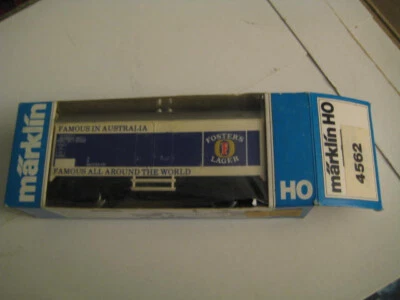 märklin
FAMOUS IN AUSTRALIA
FOSTER'S
LAGER
FAMOUS ALL AROUND THE WORLD
HO
märklin HO
4562